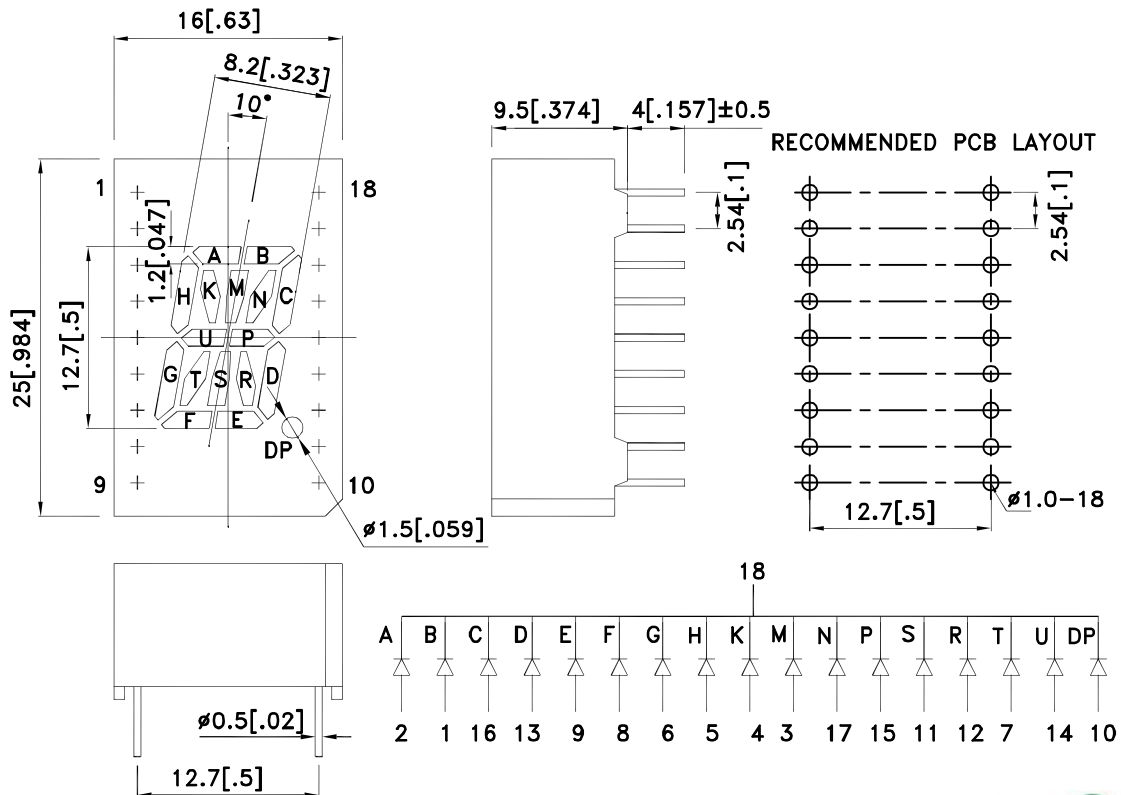 16[.63]
8.2[.323]
10°
9.5[.374]
4[.157]±0.5
RECOMMENDED PCB LAYOUT
1
18
2.54[.1]
2.54[.1]
1.2[.047]
A B
H K M N C
12.7[.5]
25[.984]
U P
G T S R D
F E
DP
9
10
ø1.5[.059]
ø1.0-18
12.7[.5]
18
A B C D E F G H K M N P S R T U DP
2 1 16 13 9 8 6 5 4 3 17 15 11 12 7 14 10
ø0.5[.02]
12.7[.5]